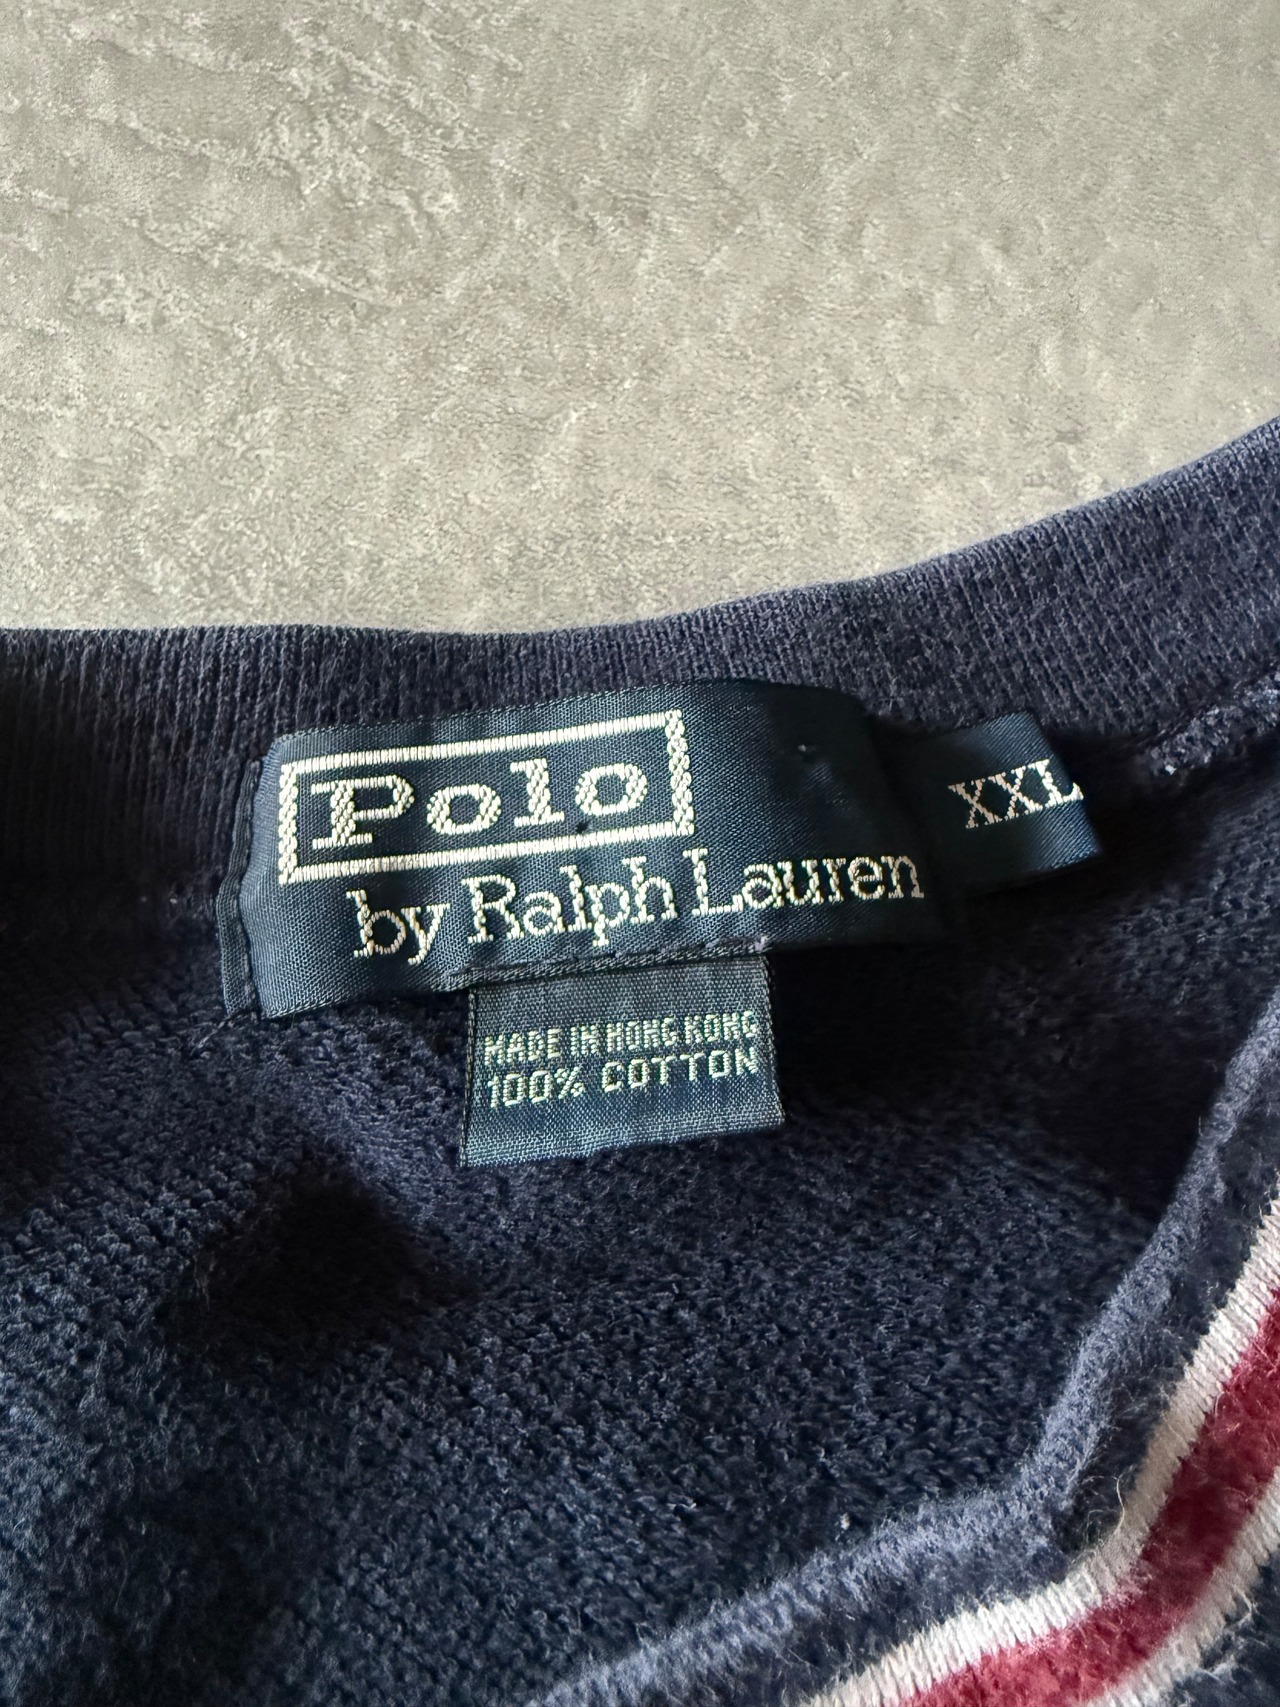 Polo
by Ralph Lauren
XXL
MADE IN HONG KONG
100% COTTON